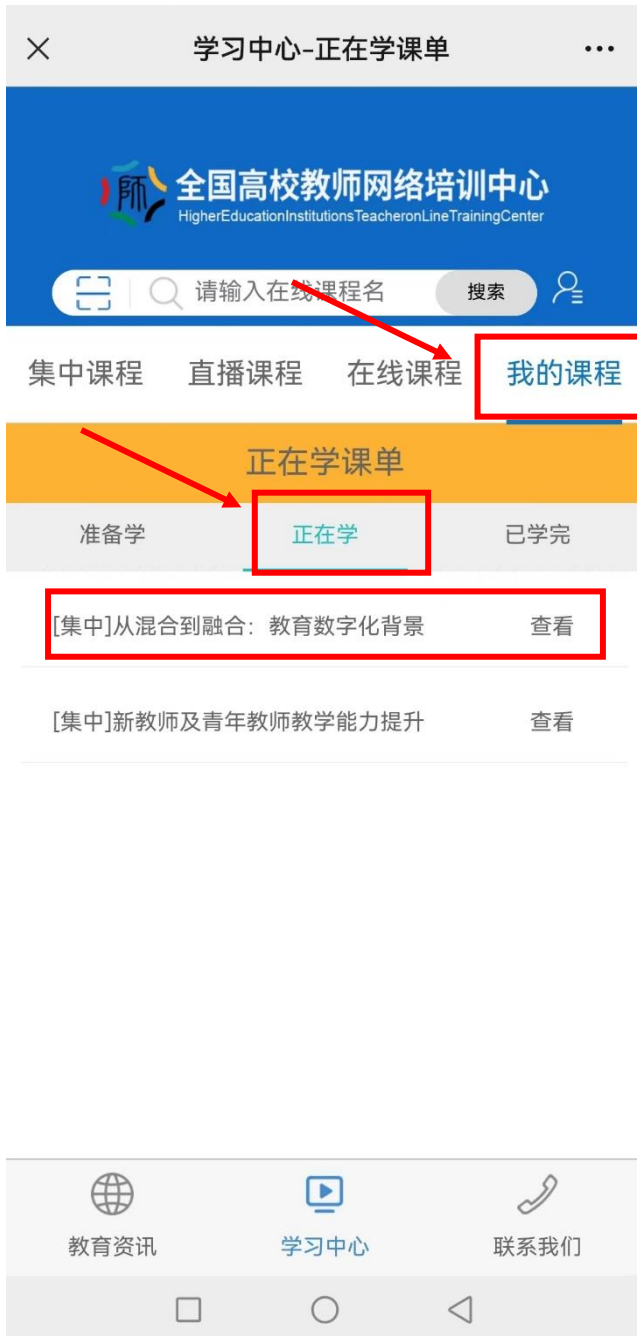 学习中心-正在学课单
師 全国高校教师网络培训中心
HigherEducationInstitutionsTeacheronLineTrainingCenter
请输入在线课程名 搜索
集中课程 直播课程 在线课程 我的课程
正在学课单
准备学 正在学 已学完
[集中]从混合到融合：教育数字化背景 查看
[集中]新教师及青年教师教学能力提升 查看
教育资讯 学习中心 联系我们